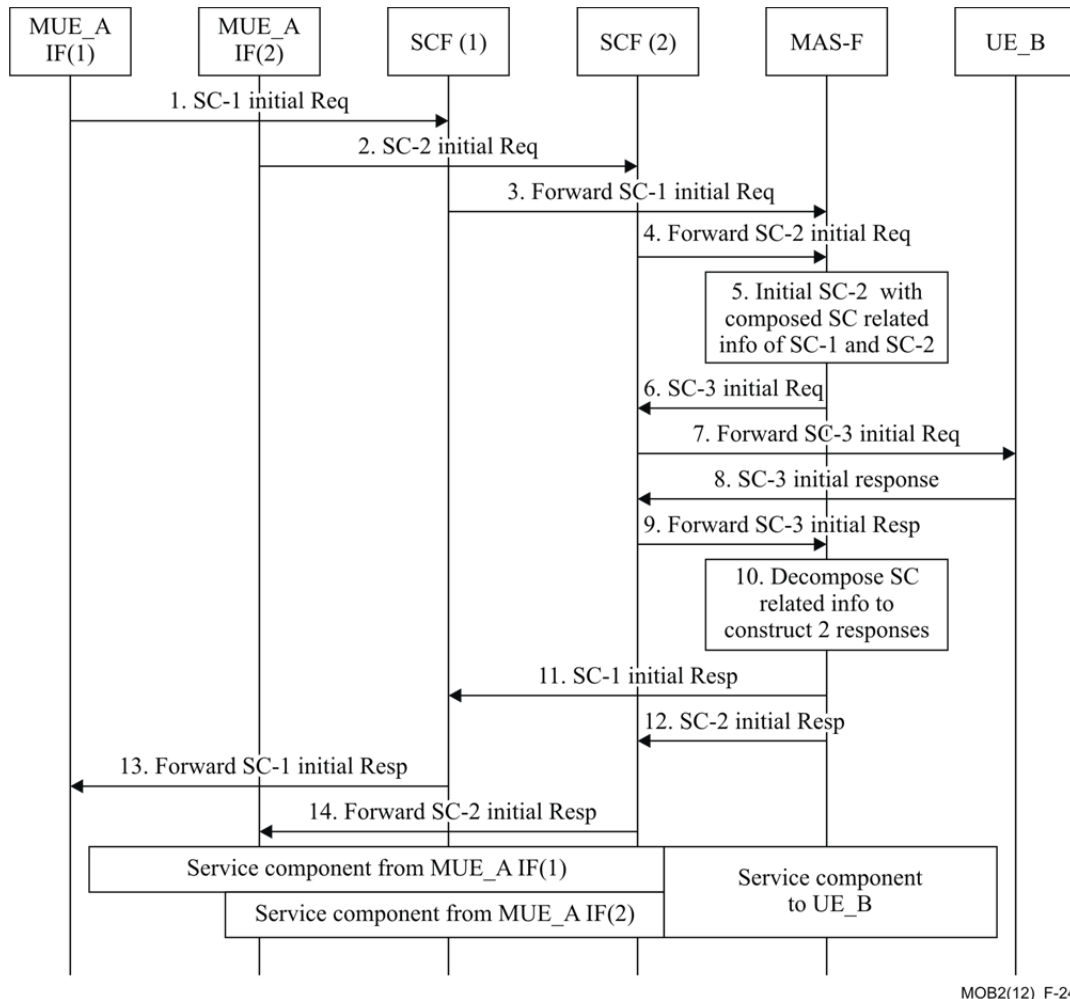 MUE_A
IF(1)
MUE_A
IF(2)
SCF (1)
SCF (2)
MAS-F
UE_B
1. SC-1 initial Req
2. SC-2 initial Req
3. Forward SC-1 initial Req
4. Forward SC-2 initial Req
5. Initial SC-2 with
composed SC related
info of SC-1 and SC-2
6. SC-3 initial Req
7. Forward SC-3 initial Req
8. SC-3 initial response
9. Forward SC-3 initial Resp
10. Decompose SC
related info to
construct 2 responses
11. SC-1 initial Resp
12. SC-2 initial Resp
13. Forward SC-1 initial Resp
14. Forward SC-2 initial Resp
Service component from MUE_A IF(1)
Service component from MUE_A IF(2)
Service component
to UE_B
MOB2(12)_F-24